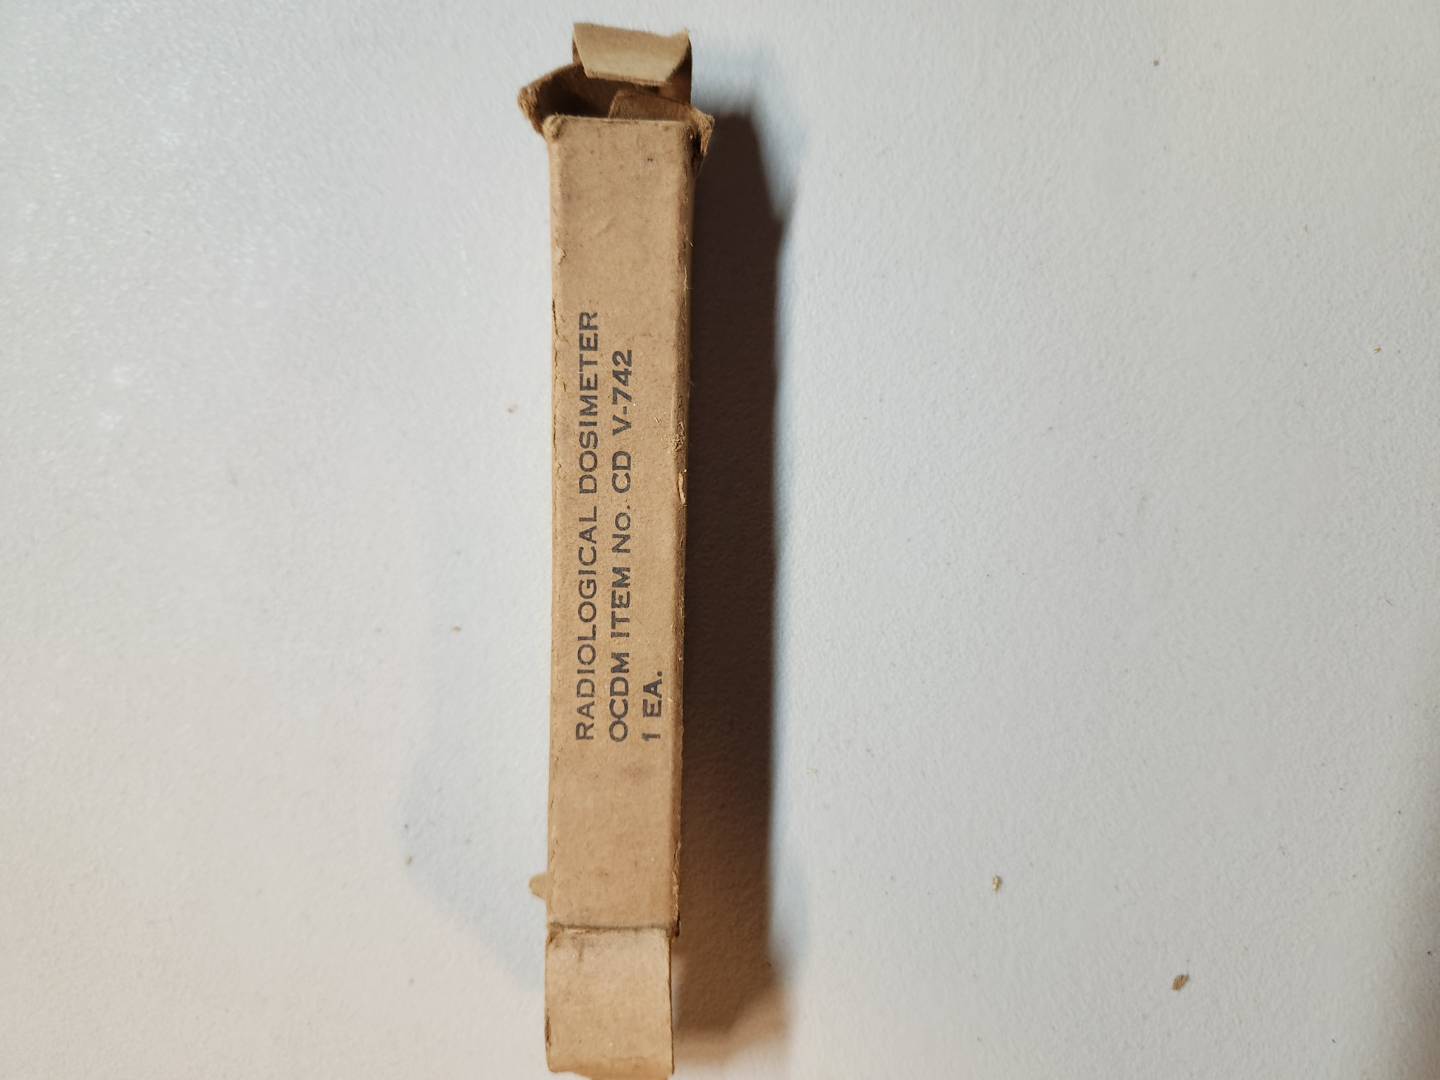 RADIOLOGICAL DOSIMETER
OCDM ITEM No. CD V-742
1 EA.